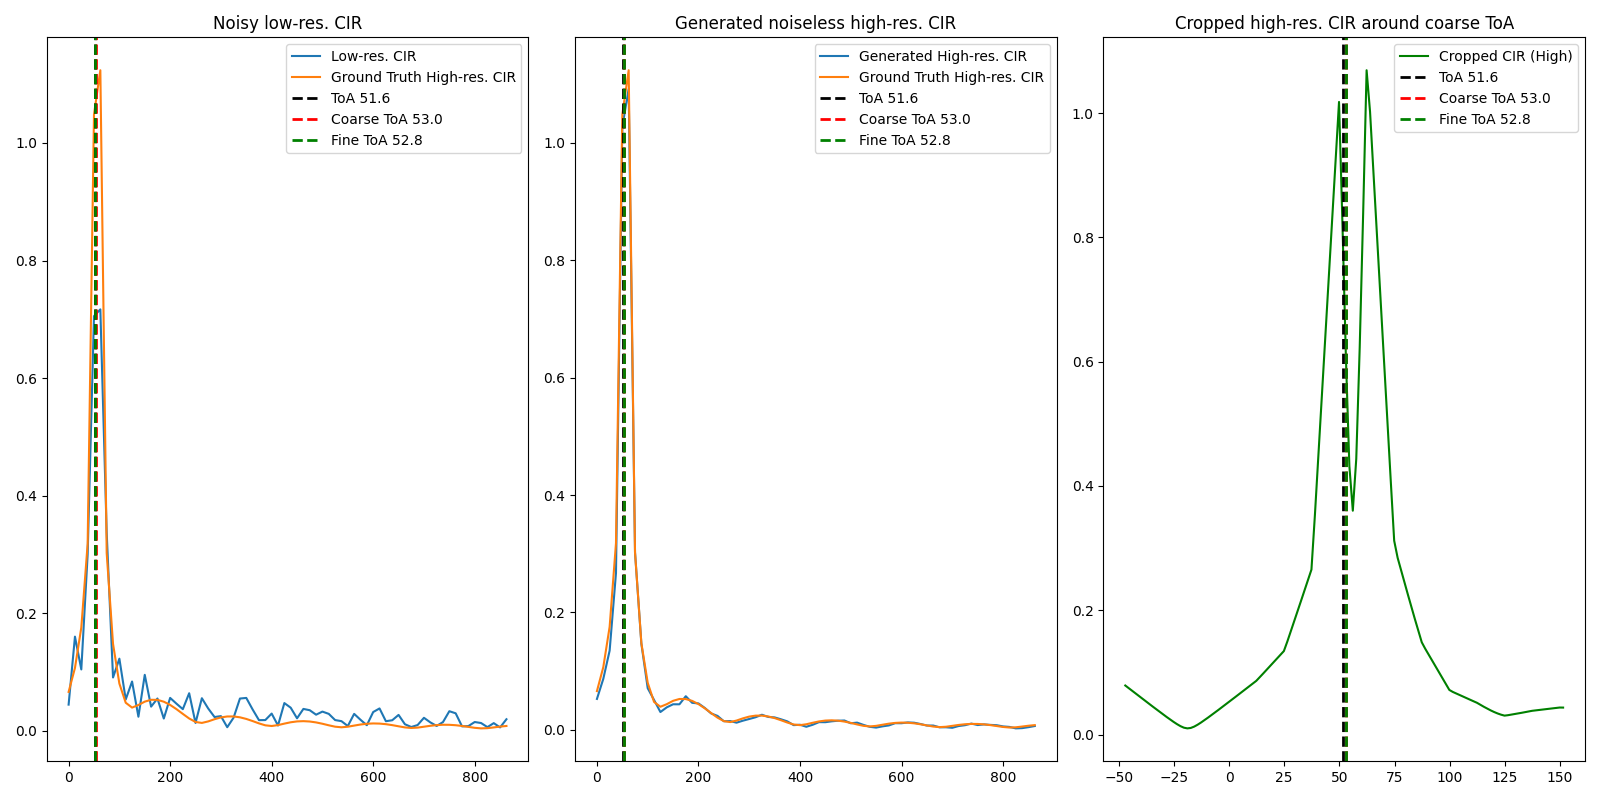 Noisy low-res. CIR
Low-res. CIR
Ground Truth High-res. CIR
ToA 51.6
Coarse ToA 53.0
Fine ToA 52.8
1.0
0.8
0.6
0.4
0.2
0.0
0 200 400 600 800
Generated noiseless high-res. CIR
Generated High-res. CIR
Ground Truth High-res. CIR
ToA 51.6
Coarse ToA 53.0
Fine ToA 52.8
1.0
0.8
0.6
0.4
0.2
0.0
0 200 400 600 800
Cropped high-res. CIR around coarse ToA
Cropped CIR (High)
ToA 51.6
Coarse ToA 53.0
Fine ToA 52.8
1.0
0.8
0.6
0.4
0.2
0.0
−50 −25 0 25 50 75 100 125 150